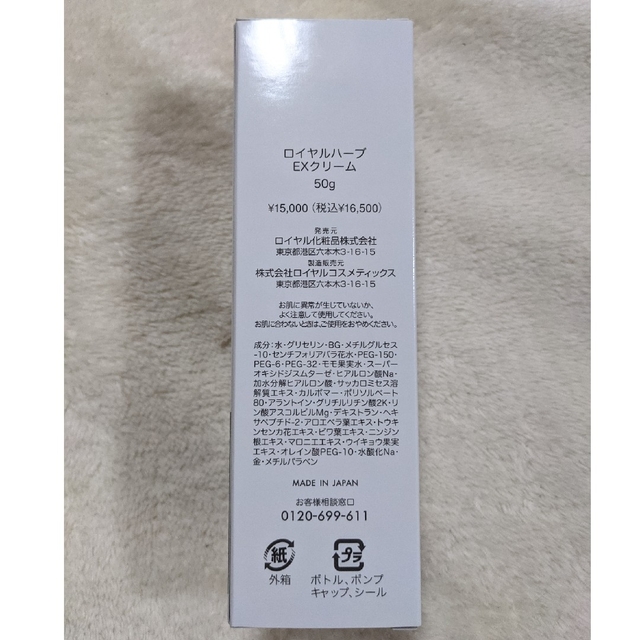 ロイヤルハーブ
EXクリーム
50g
¥15,000（税込¥16,500）
発売元
ロイヤル化粧品株式会社
東京都港区六本木3-16-15
製造販売元
株式会社ロイヤルコスメティックス
東京都港区六本木3-16-15
お肌に異常が生じていないか、
よく注意して使用してください。
お肌に合わないときは、ご使用をおやめください。
成分：水・グリセリン・BG・メチルグルセス
-10・センチフォリアバラ花水・PEG-150・
PEG-6・PEG-32・モモ果実水・スーパー
オキシドジスムターゼ・ヒアルロン酸Na・
加水分解ヒアルロン酸・サッカロミセス溶
解質エキス・カルボマー・ポリソルベート
80・アラントイン・グリチルリチン酸2K・リ
ン酸アスコルビルMg・デキストラン・ヘキ
サペプチド-2・アロエベラ葉エキス・トウキ
ンセンカ花エキス・ビワ葉エキス・ニンジン
根エキス・マロニエエキス・ウイキョウ果実
エキス・オレイン酸PEG-10・水酸化Na・
金・メチルパラベン
MADE IN JAPAN
お客様相談窓口
0120-699-611
紙 プラ
外箱 ボトル、ポンプ
キャップ、シール